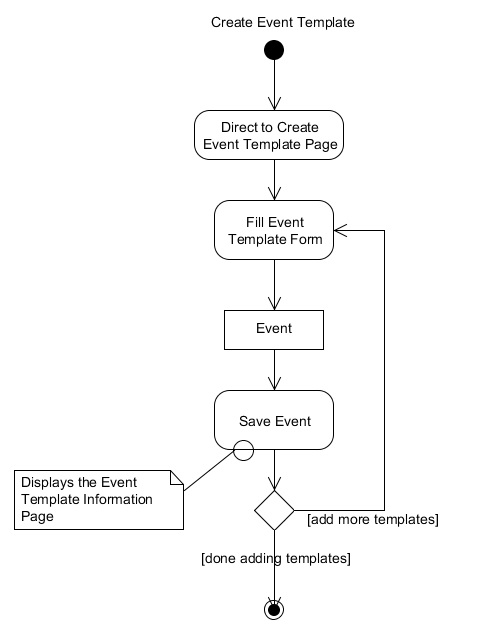 Create Event Template
Direct to Create
Event Template Page
Fill Event
Template Form
Event
Save Event
Displays the Event
Template Information
Page
[add more templates]
[done adding templates]